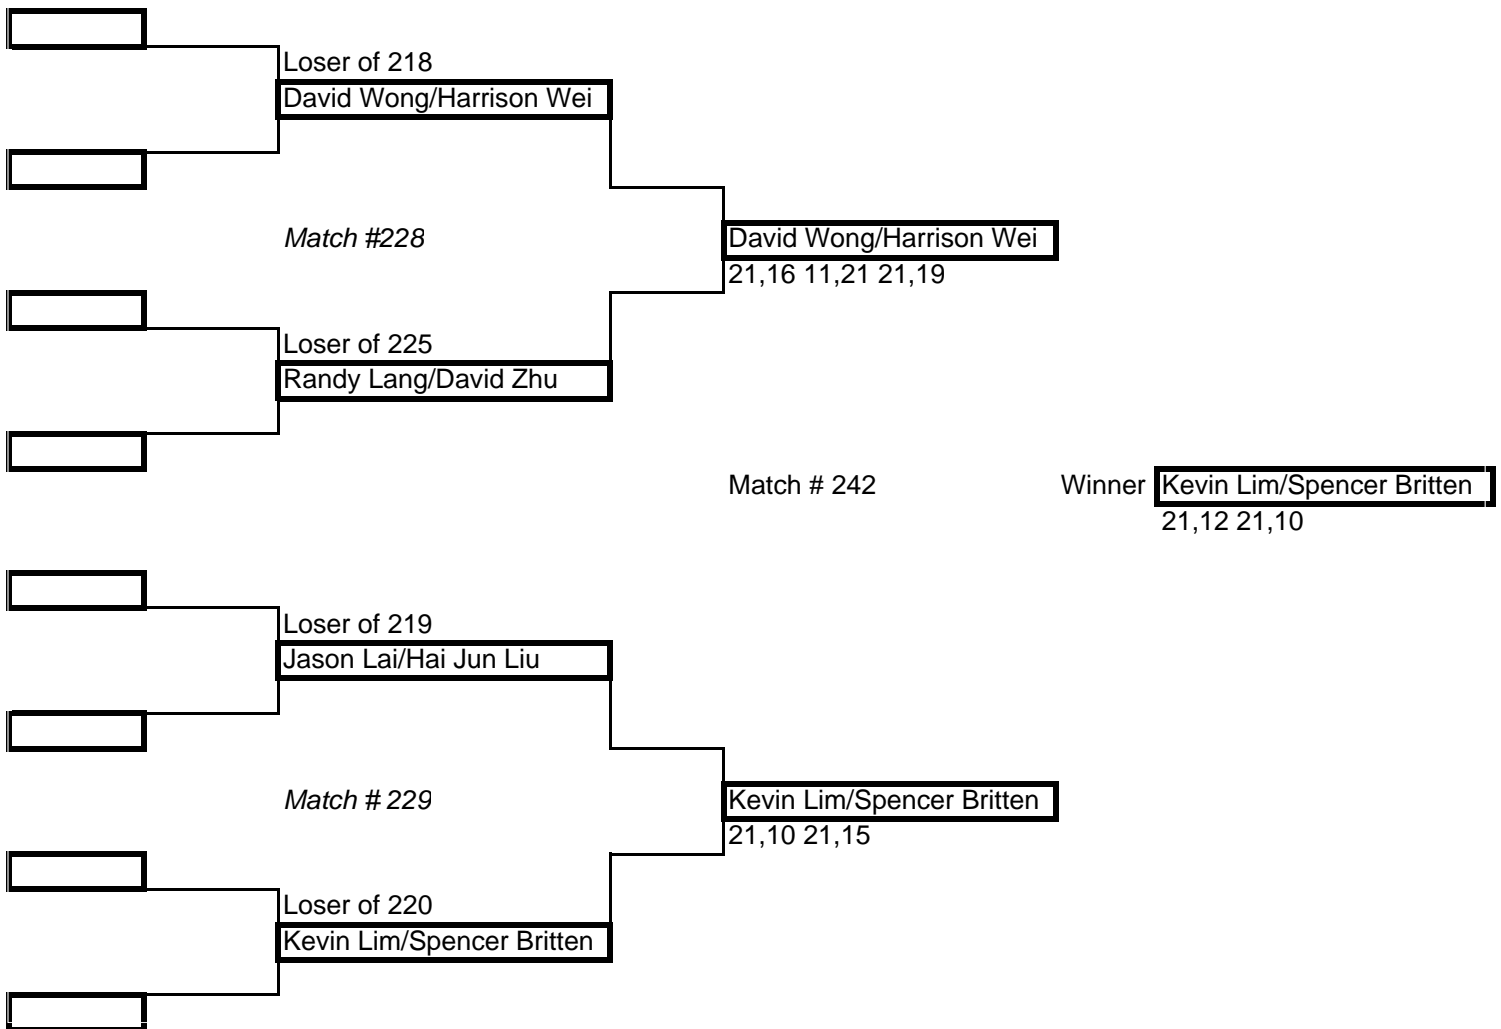 Loser of 218
David Wong/Harrison Wei
Match #228
David Wong/Harrison Wei
21,16 11,21 21,19
Loser of 225
Randy Lang/David Zhu
Match # 242
Winner
Kevin Lim/Spencer Britten
21,12 21,10
Loser of 219
Jason Lai/Hai Jun Liu
Match # 229
Kevin Lim/Spencer Britten
21,10 21,15
Loser of 220
Kevin Lim/Spencer Britten